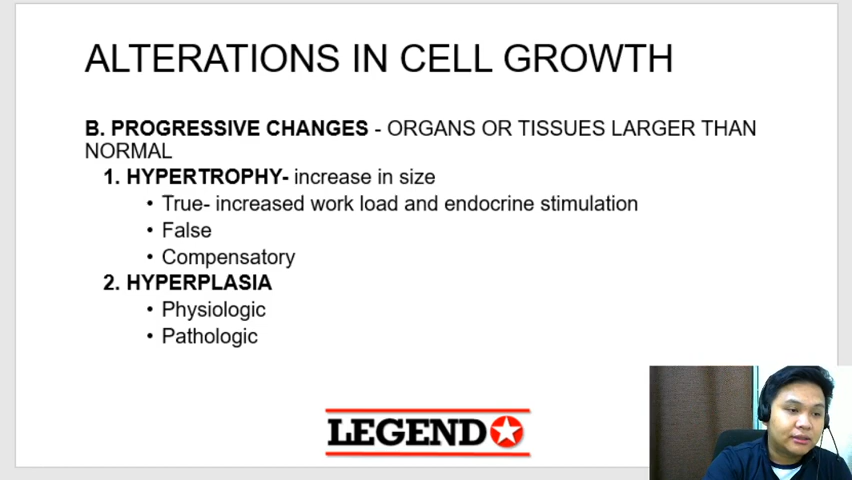 ALTERATIONS IN CELL GROWTH
B. PROGRESSIVE CHANGES - ORGANS OR TISSUES LARGER THAN
NORMAL
1. HYPERTROPHY- increase in size
• True- increased work load and endocrine stimulation
• False
• Compensatory
2. HYPERPLASIA
• Physiologic
• Pathologic
LEGEND